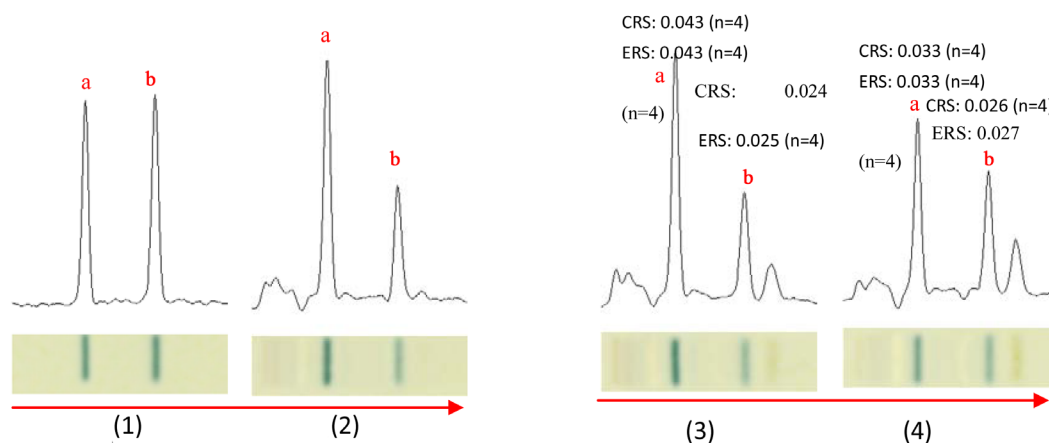 a
b
(1)
a
b
(2)
CRS: 0.043 (n=4)
ERS: 0.043 (n=4)
a
CRS: 0.024
(n=4)
ERS: 0.025 (n=4)
b
(3)
CRS: 0.033 (n=4)
ERS: 0.033 (n=4)
a
CRS: 0.026 (n=4)
ERS: 0.027
(n=4)
b
(4)